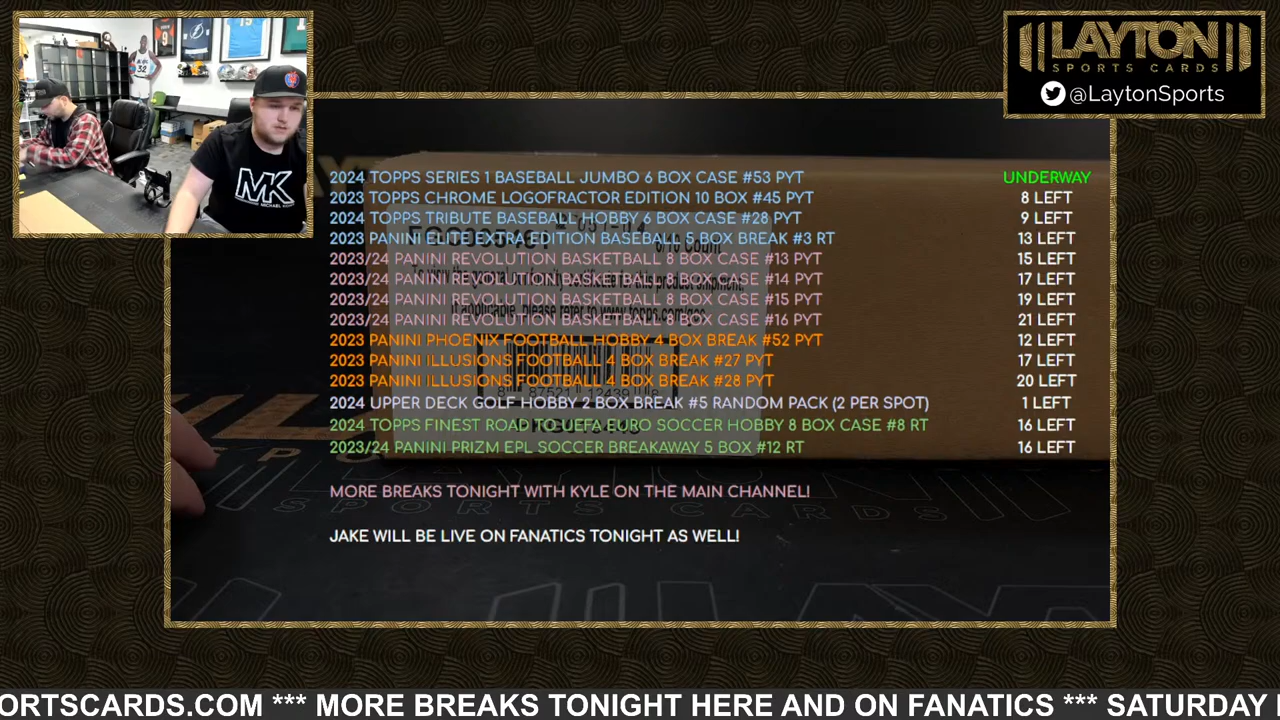 LAYTON
SPORTS CARDS
@LaytonSports
MK
2024 TOPPS SERIES 1 BASEBALL JUMBO 6 BOX CASE #53 PYT UNDERWAY
2023 TOPPS CHROME LOGOFRACTOR EDITION 10 BOX #45 PYT 8 LEFT
2024 TOPPS TRIBUTE BASEBALL HOBBY 6 BOX CASE #28 PYT 9 LEFT
2023 PANINI ELITE EXTRA EDITION BASEBALL 5 BOX BREAK #3 RT 13 LEFT
2023/24 PANINI REVOLUTION BASKETBALL 8 BOX CASE #13 PYT 15 LEFT
2023/24 PANINI REVOLUTION BASKETBALL 8 BOX CASE #14 PYT 17 LEFT
2023/24 PANINI REVOLUTION BASKETBALL 8 BOX CASE #15 PYT 19 LEFT
2023/24 PANINI REVOLUTION BASKETBALL 8 BOX CASE #16 PYT 21 LEFT
2023 PANINI PHOENIX FOOTBALL HOBBY 4 BOX BREAK #52 PYT 12 LEFT
2023 PANINI ILLUSIONS FOOTBALL 4 BOX BREAK #27 PYT 17 LEFT
2023 PANINI ILLUSIONS FOOTBALL 4 BOX BREAK #28 PYT 20 LEFT
2024 UPPER DECK GOLF HOBBY 2 BOX BREAK #5 RANDOM PACK (2 PER SPOT) 1 LEFT
2024 TOPPS FINEST ROAD TO UEFA EURO SOCCER HOBBY 8 BOX CASE #8 RT 16 LEFT
2023/24 PANINI PRIZM EPL SOCCER BREAKAWAY 5 BOX #12 RT 16 LEFT
MORE BREAKS TONIGHT WITH KYLE ON THE MAIN CHANNEL!
JAKE WILL BE LIVE ON FANATICS TONIGHT AS WELL!
ORTSCARDS.COM *** MORE BREAKS TONIGHT HERE AND ON FANATICS *** SATURDAY